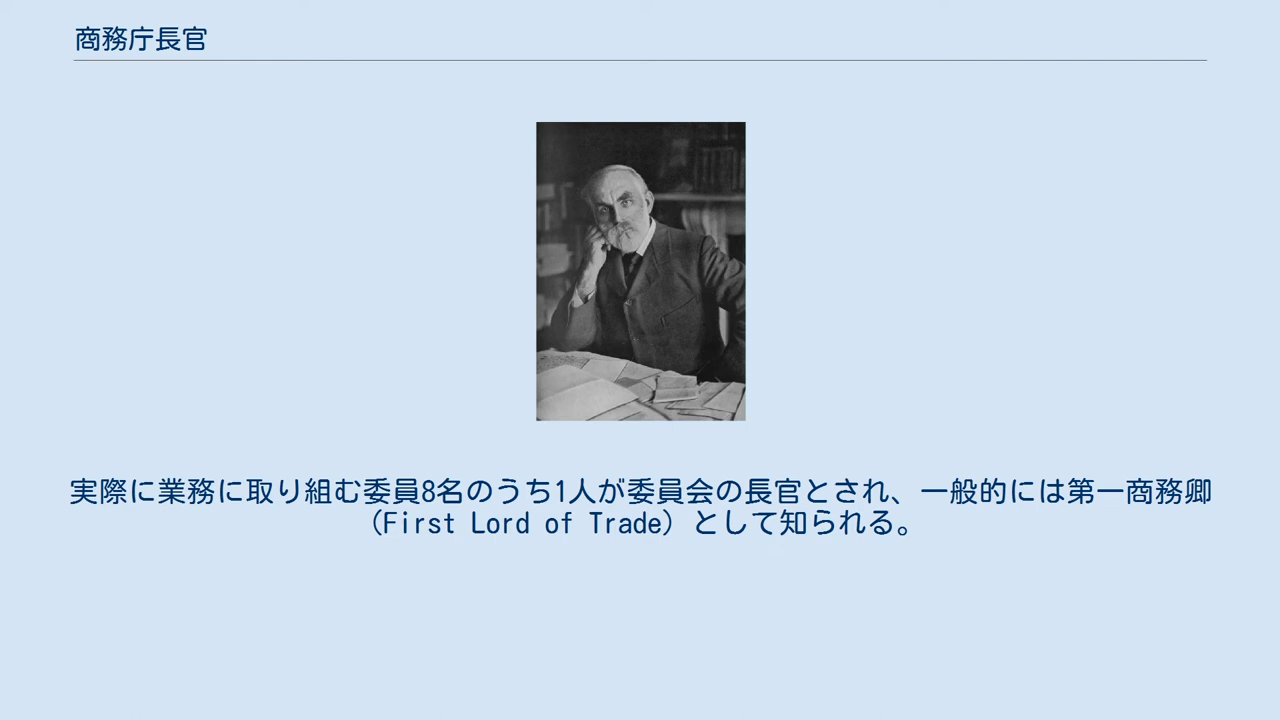 商務庁長官
実際に業務に取り組む委員8名のうち1人が委員会の長官とされ、一般的には第一商務卿
（First Lord of Trade）として知られる。